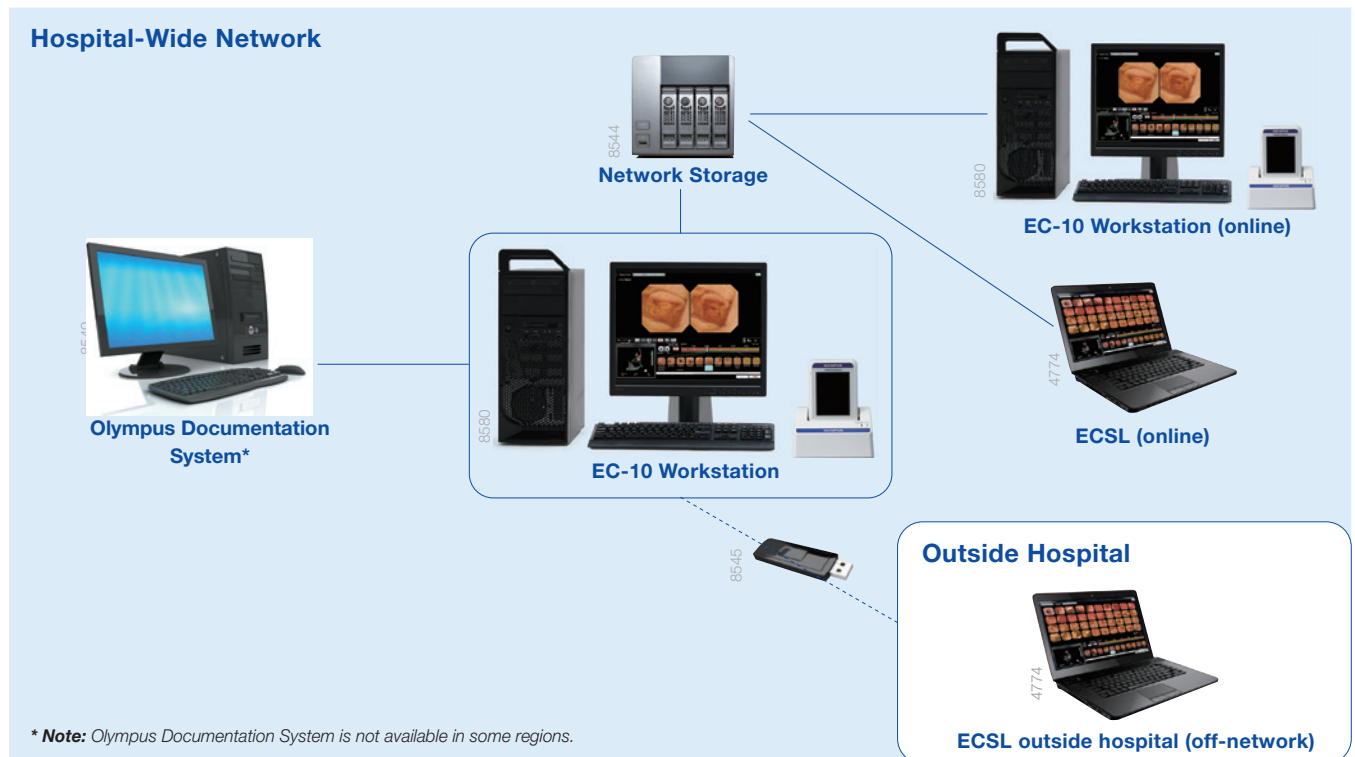 Hospital-Wide Network
8544
Network Storage
8580
EC-10 Workstation (online)
4774
ECSL (online)
Olympus Documentation
System*
8580
EC-10 Workstation
8545
Outside Hospital
4774
ECSL outside hospital (off-network)
* Note: Olympus Documentation System is not available in some regions.